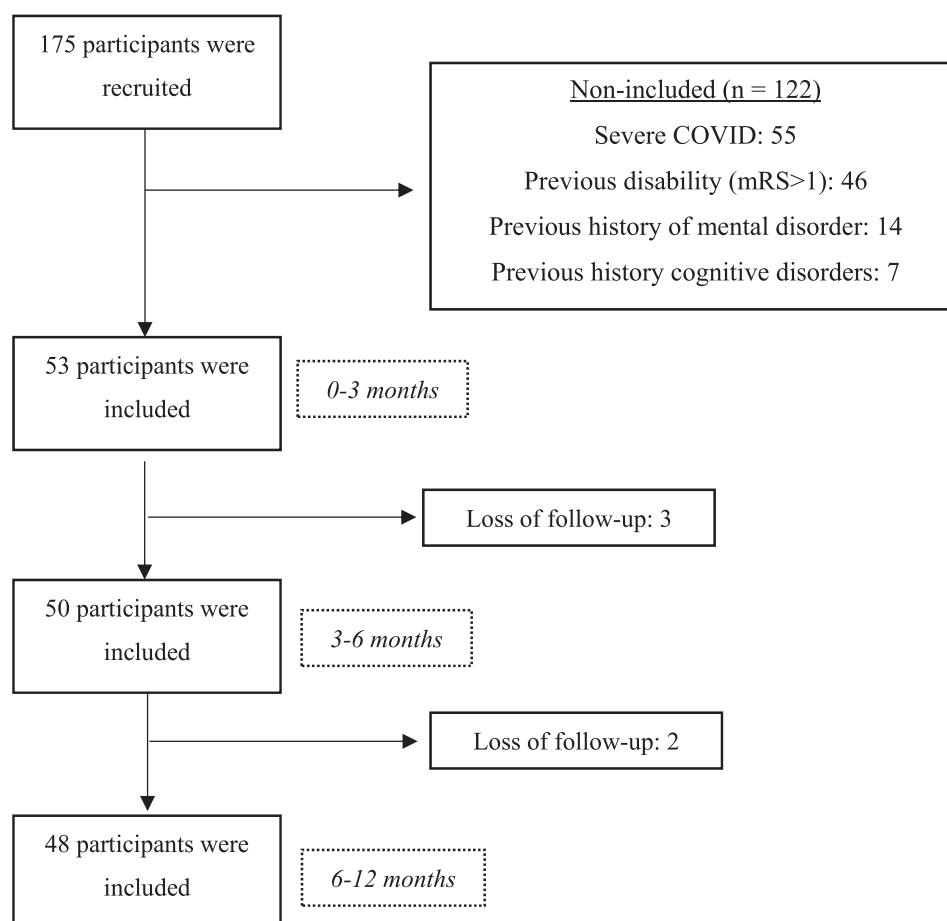 175 participants were
recruited
Non-included (n = 122)
Severe COVID: 55
Previous disability (mRS>1): 46
Previous history of mental disorder: 14
Previous history cognitive disorders: 7
53 participants were
included
0-3 months
Loss of follow-up: 3
50 participants were
included
3-6 months
Loss of follow-up: 2
48 participants were
included
6-12 months